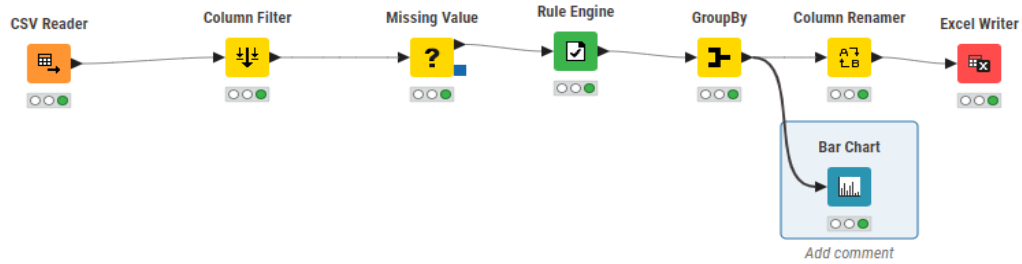 CSV Reader
Column Filter
Missing Value
Rule Engine
GroupBy
Column Renamer
Excel Writer
?
A
B
Bar Chart
Add comment